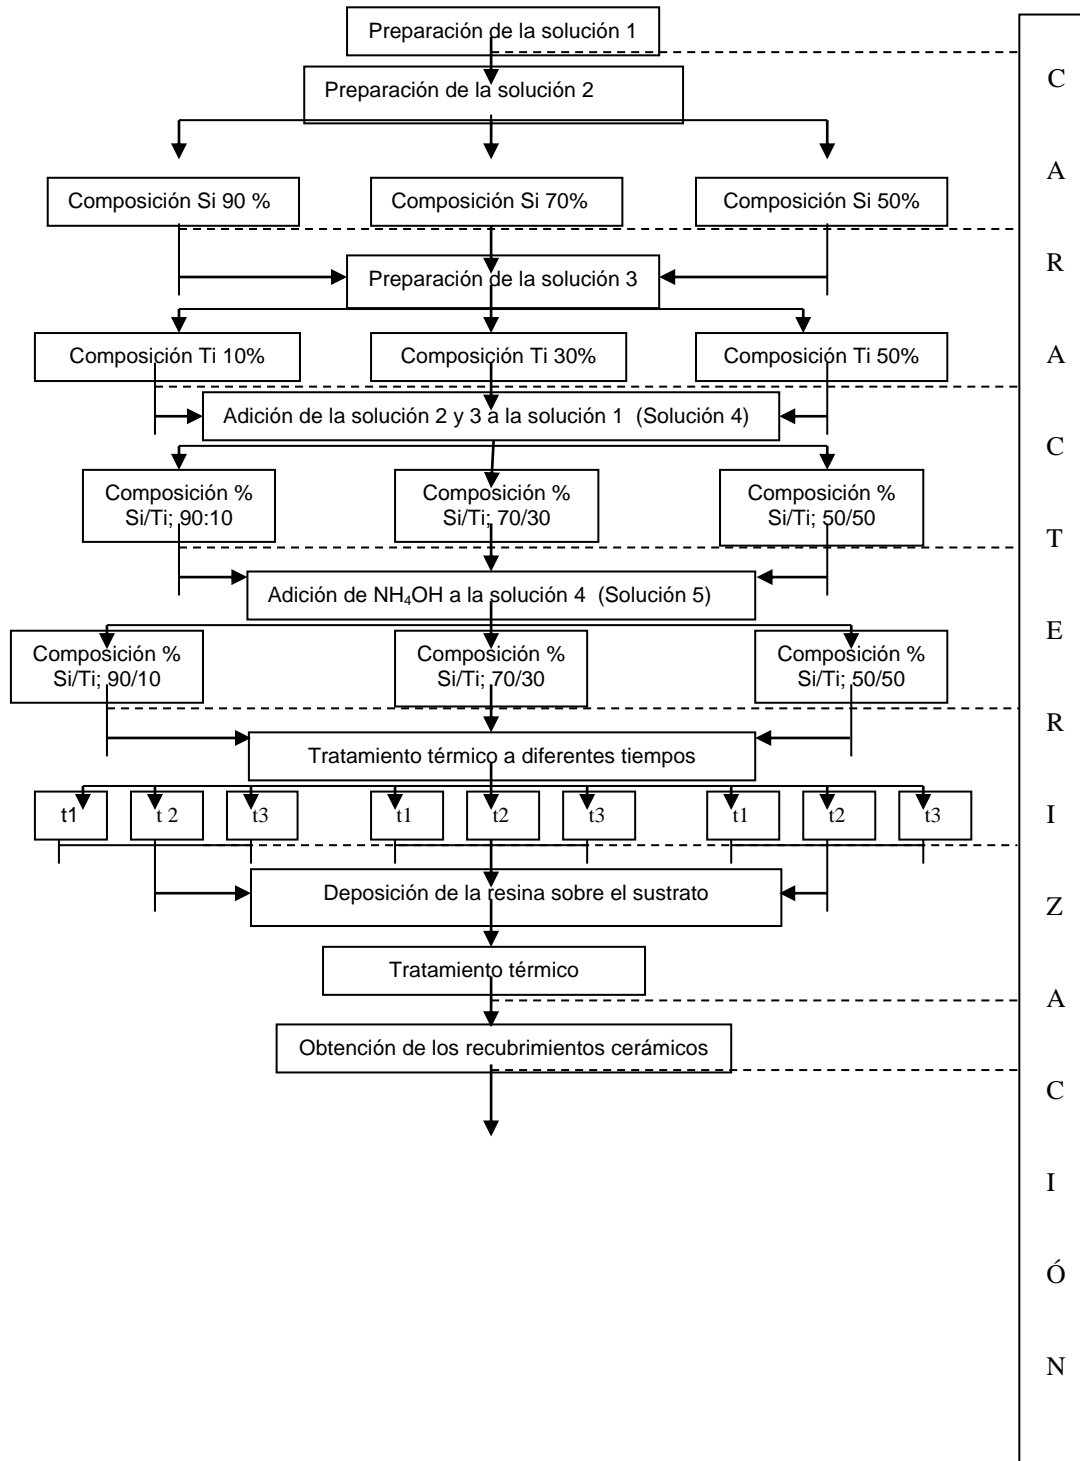 Preparación de la solución 1
Preparación de la solución 2
Composición Si 90 %
Composición Si 70%
Composición Si 50%
Preparación de la solución 3
Composición Ti 10%
Composición Ti 30%
Composición Ti 50%
Adición de la solución 2 y 3 a la solución 1 (Solución 4)
Composición %
Si/Ti; 90:10
Composición %
Si/Ti; 70/30
Composición %
Si/Ti; 50/50
Adición de NH₄OH a la solución 4 (Solución 5)
Composición %
Si/Ti; 90/10
Composición %
Si/Ti; 70/30
Composición %
Si/Ti; 50/50
Tratamiento térmico a diferentes tiempos
t1
t 2
t3
t1
t2
t3
t1
t2
t3
Deposición de la resina sobre el sustrato
Tratamiento térmico
Obtención de los recubrimientos cerámicos
C
A
R
A
C
T
E
R
I
Z
A
C
I
Ó
N